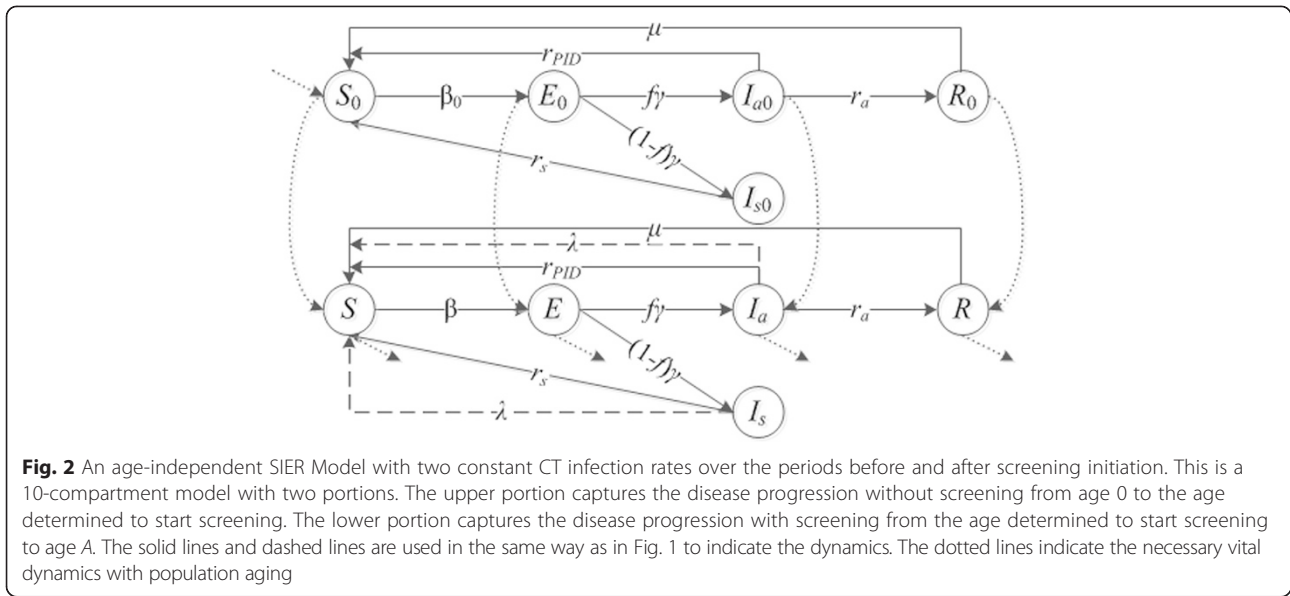 μ
r_PID
S_0 β_0 E_0 fγ I_a0 r_a R_0
(1-f)γ
r_s
I_s0
μ
λ
r_PID
S β E fγ I_a r_a R
(1-f)γ
r_s
λ I_s
Fig. 2 An age-independent SIER Model with two constant CT infection rates over the periods before and after screening initiation. This is a
10-compartment model with two portions. The upper portion captures the disease progression without screening from age 0 to the age
determined to start screening. The lower portion captures the disease progression with screening from the age determined to start screening
to age A. The solid lines and dashed lines are used in the same way as in Fig. 1 to indicate the dynamics. The dotted lines indicate the necessary vital
dynamics with population aging